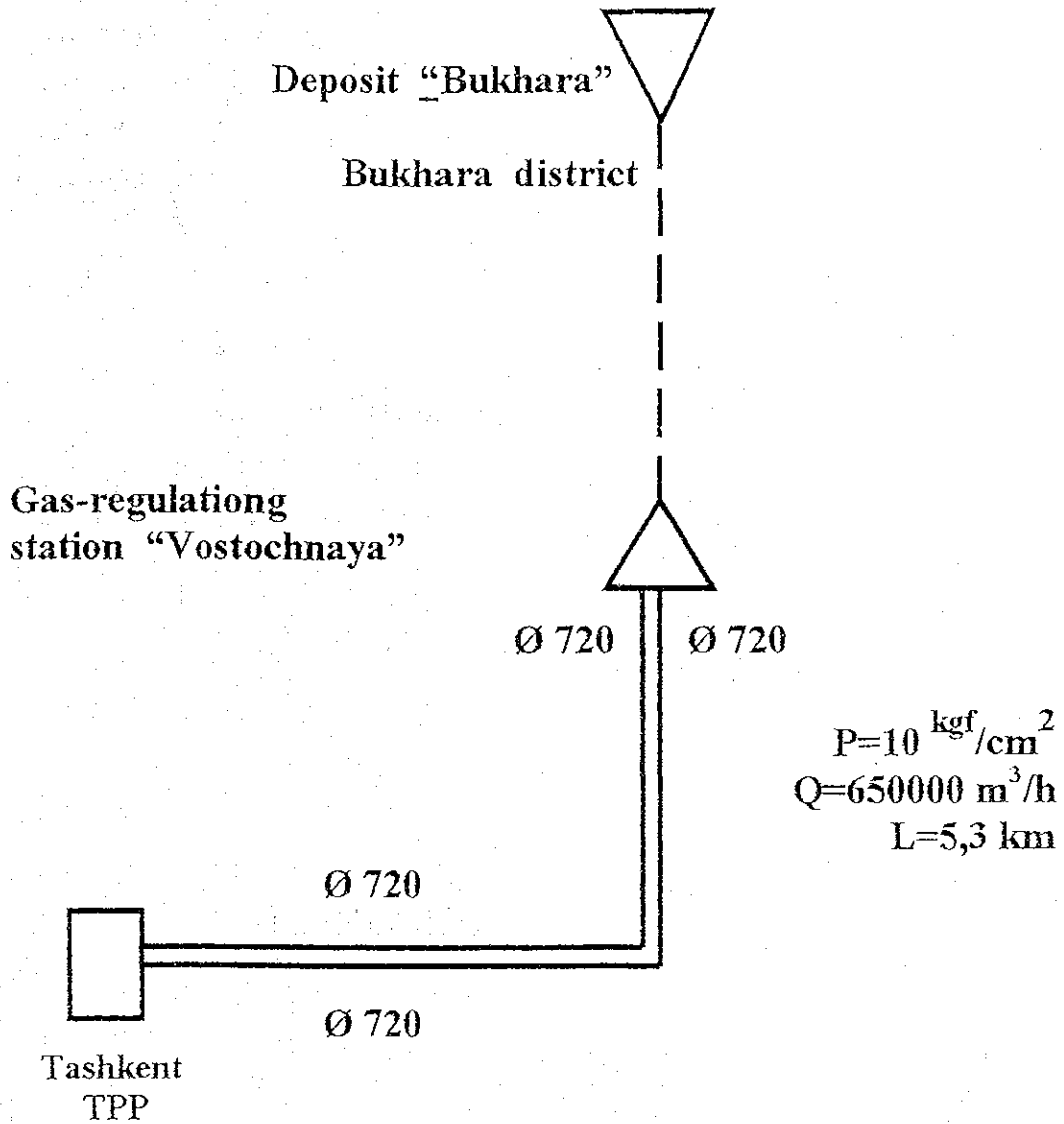 Deposit “Bukhara”
Bukhara district
Gas-regulationg
station “Vostochnaya”
Ø 720 Ø 720
P=10 kgf/cm²
Q=650000 m³/h
L=5,3 km
Ø 720
Ø 720
Tashkent
TPP